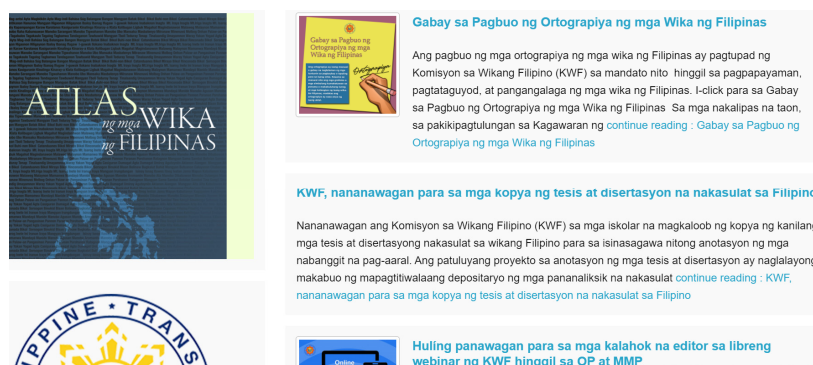 ATLAS
ng mga WIKA
ng FILIPINAS
PINE ★ TRANS
Gabay sa Pagbuo ng
Ortograpiya ng mga
Wika ng Filipinas
Ortograpiya
Gabay sa Pagbuo ng Ortograpiya ng mga Wika ng Filipinas
Ang pagbuo ng mga ortograpiya ng mga wika ng Filipinas ay pagtupad ng
Komisyon sa Wikang Filipino (KWF) sa mandato nito hinggil sa pagpapayaman,
pagtataguyod, at pangangalaga ng mga wika ng Filipinas. I-click para sa Gabay
sa Pagbuo ng Ortograpiya ng mga Wika ng Filipinas Sa mga nakalipas na taon,
sa pakikipagtulungan sa Kagawaran ng continue reading : Gabay sa Pagbuo ng
Ortograpiya ng mga Wika ng Filipinas
KWF, nananawagan para sa mga kopya ng tesis at disertasyon na nakasulat sa Filipino
Nananawagan ang Komisyon sa Wikang Filipino (KWF) sa mga iskolar na magkaloob ng kopya ng kanilang
mga tesis at disertasyong nakasulat sa wikang Filipino para sa isinasagawa nitong anotasyon ng mga
nabanggit na pag-aaral. Ang patuluyang proyekto sa anotasyon ng mga tesis at disertasyon ay naglalayong
makabuo ng mapagtitiwalaang depositaryo ng mga pananaliksik na nakasulat continue reading : KWF,
nananawagan para sa mga kopya ng tesis at disertasyon na nakasulat sa Filipino
Online
Huling panawagan para sa mga kalahok na editor sa libreng
webinar ng KWF hinggil sa OP at MMP